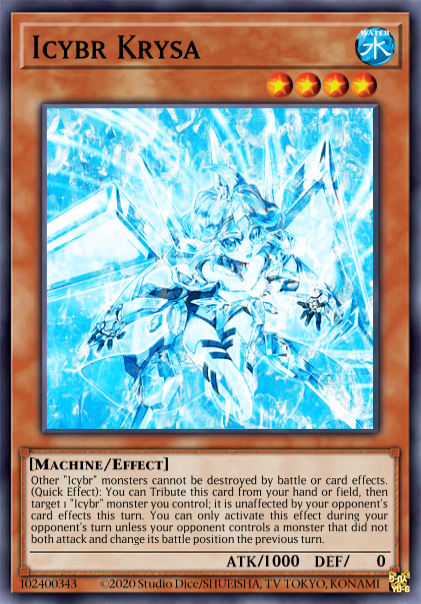 Icybr Krysa
WATER
水
[Machine/Effect]
Other "Icybr" monsters cannot be destroyed by battle or card effects.
(Quick Effect): You can Tribute this card from your hand or field, then
target 1 "Icybr" monster you control; it is unaffected by your opponent's
card effects this turn. You can only activate this effect during your
opponent's turn unless your opponent controls a monster that did not
both attack and change its battle position the previous turn.
ATK/1000 DEF/ 0
102400343 ©2020 Studio Dice/SHUEISHA, TV TOKYO, KONAMI